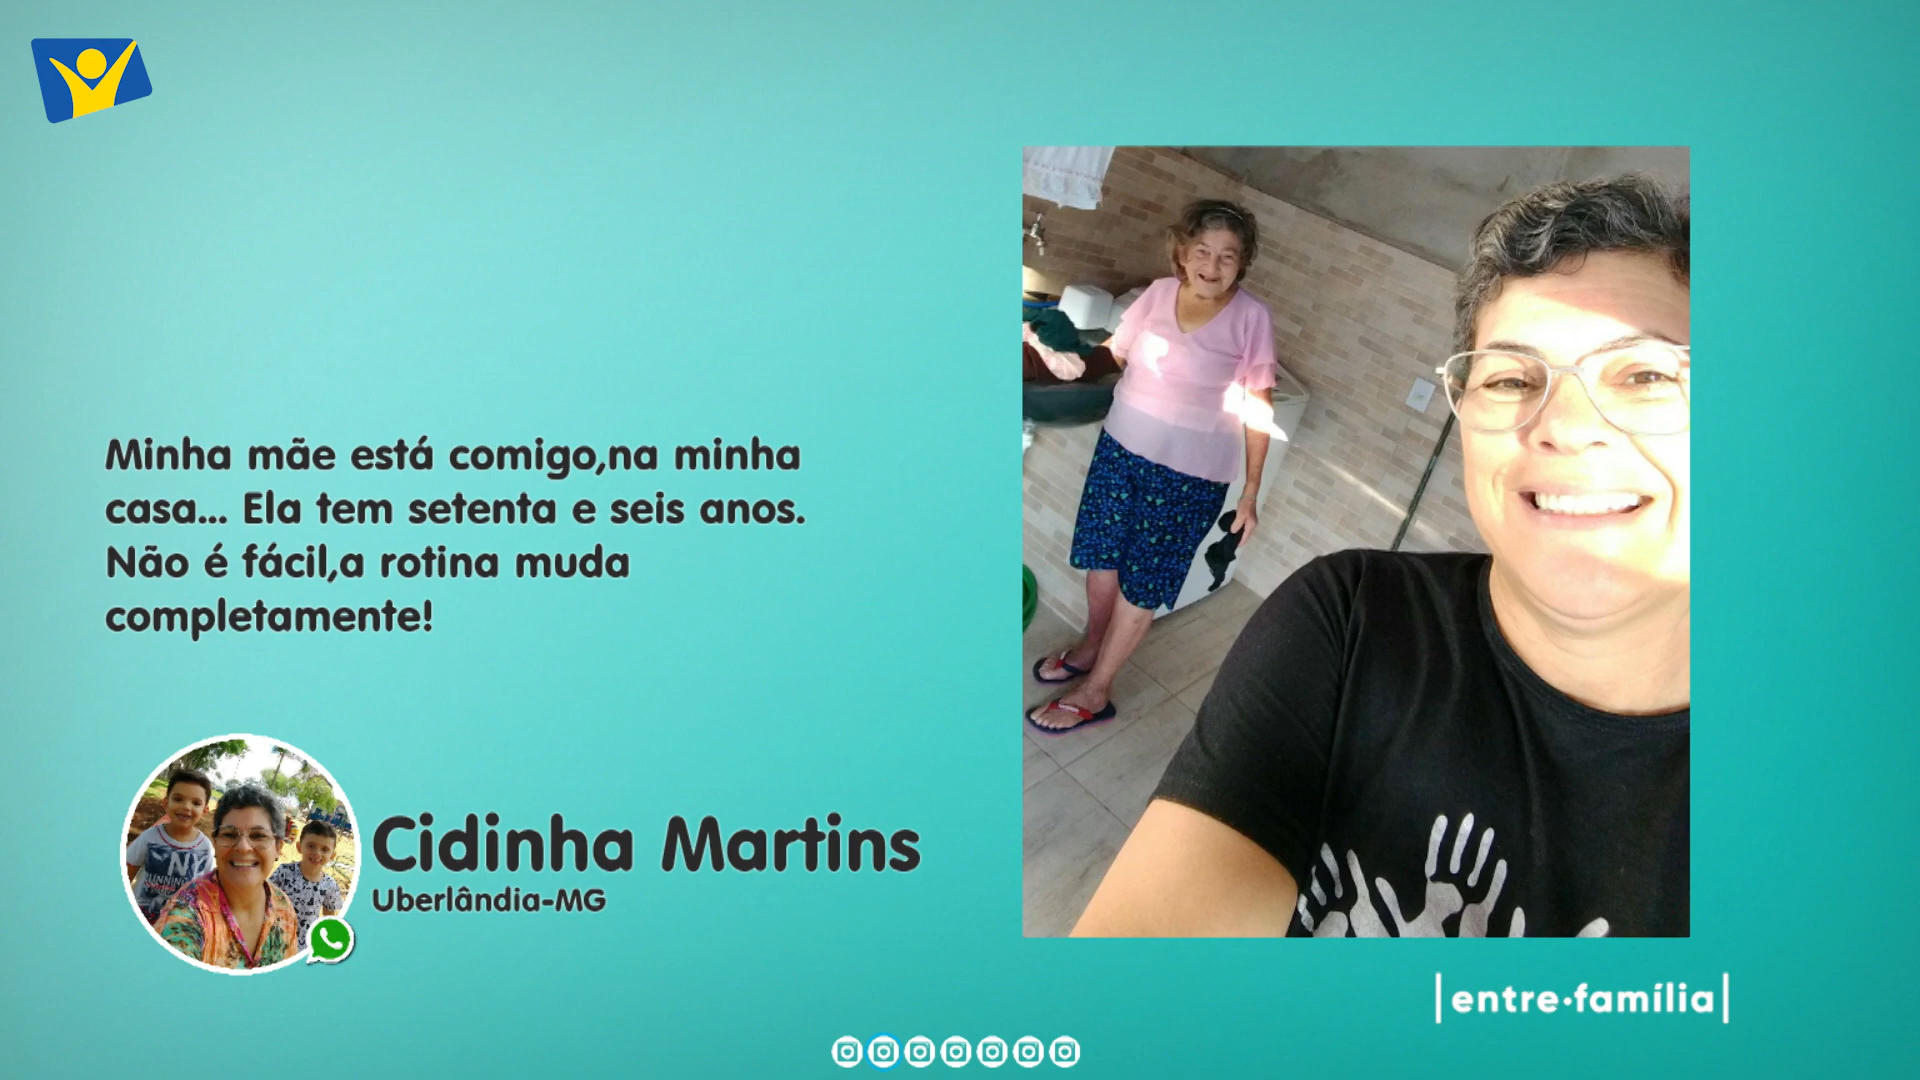 Minha mãe está comigo,na minha
casa... Ela tem setenta e seis anos.
Não é fácil,a rotina muda
completamente!
Cidinha Martins
Uberlândia-MG
|entre•família|